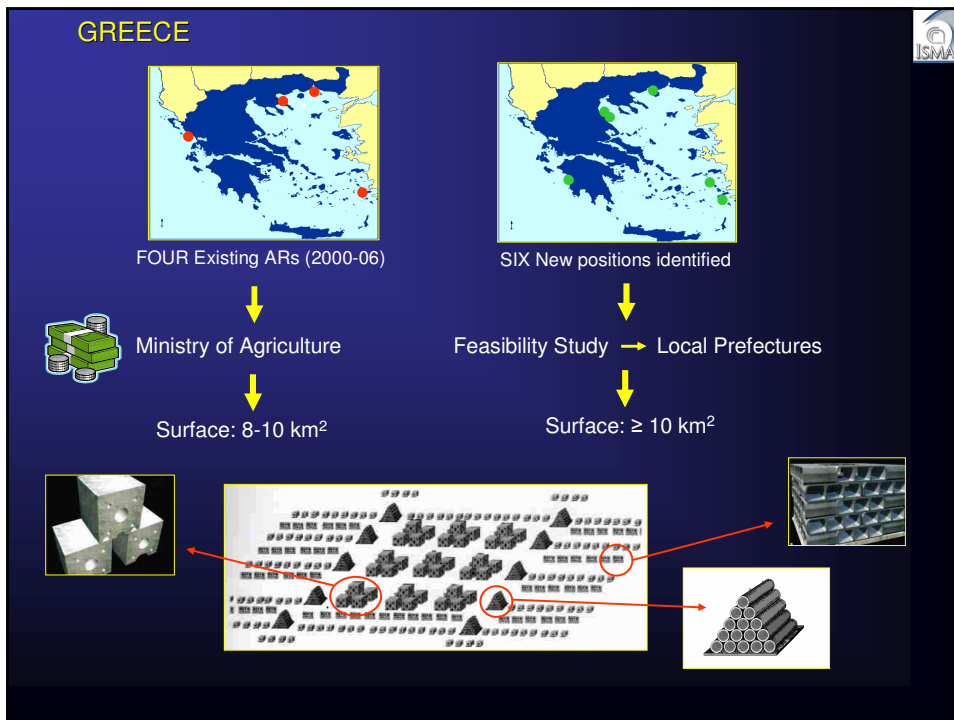 GREECE
ISMA
FOUR Existing ARs (2000-06)
SIX New positions identified
Ministry of Agriculture
Feasibility Study
Local Prefectures
Surface: 8-10 km²
Surface: ≥ 10 km²